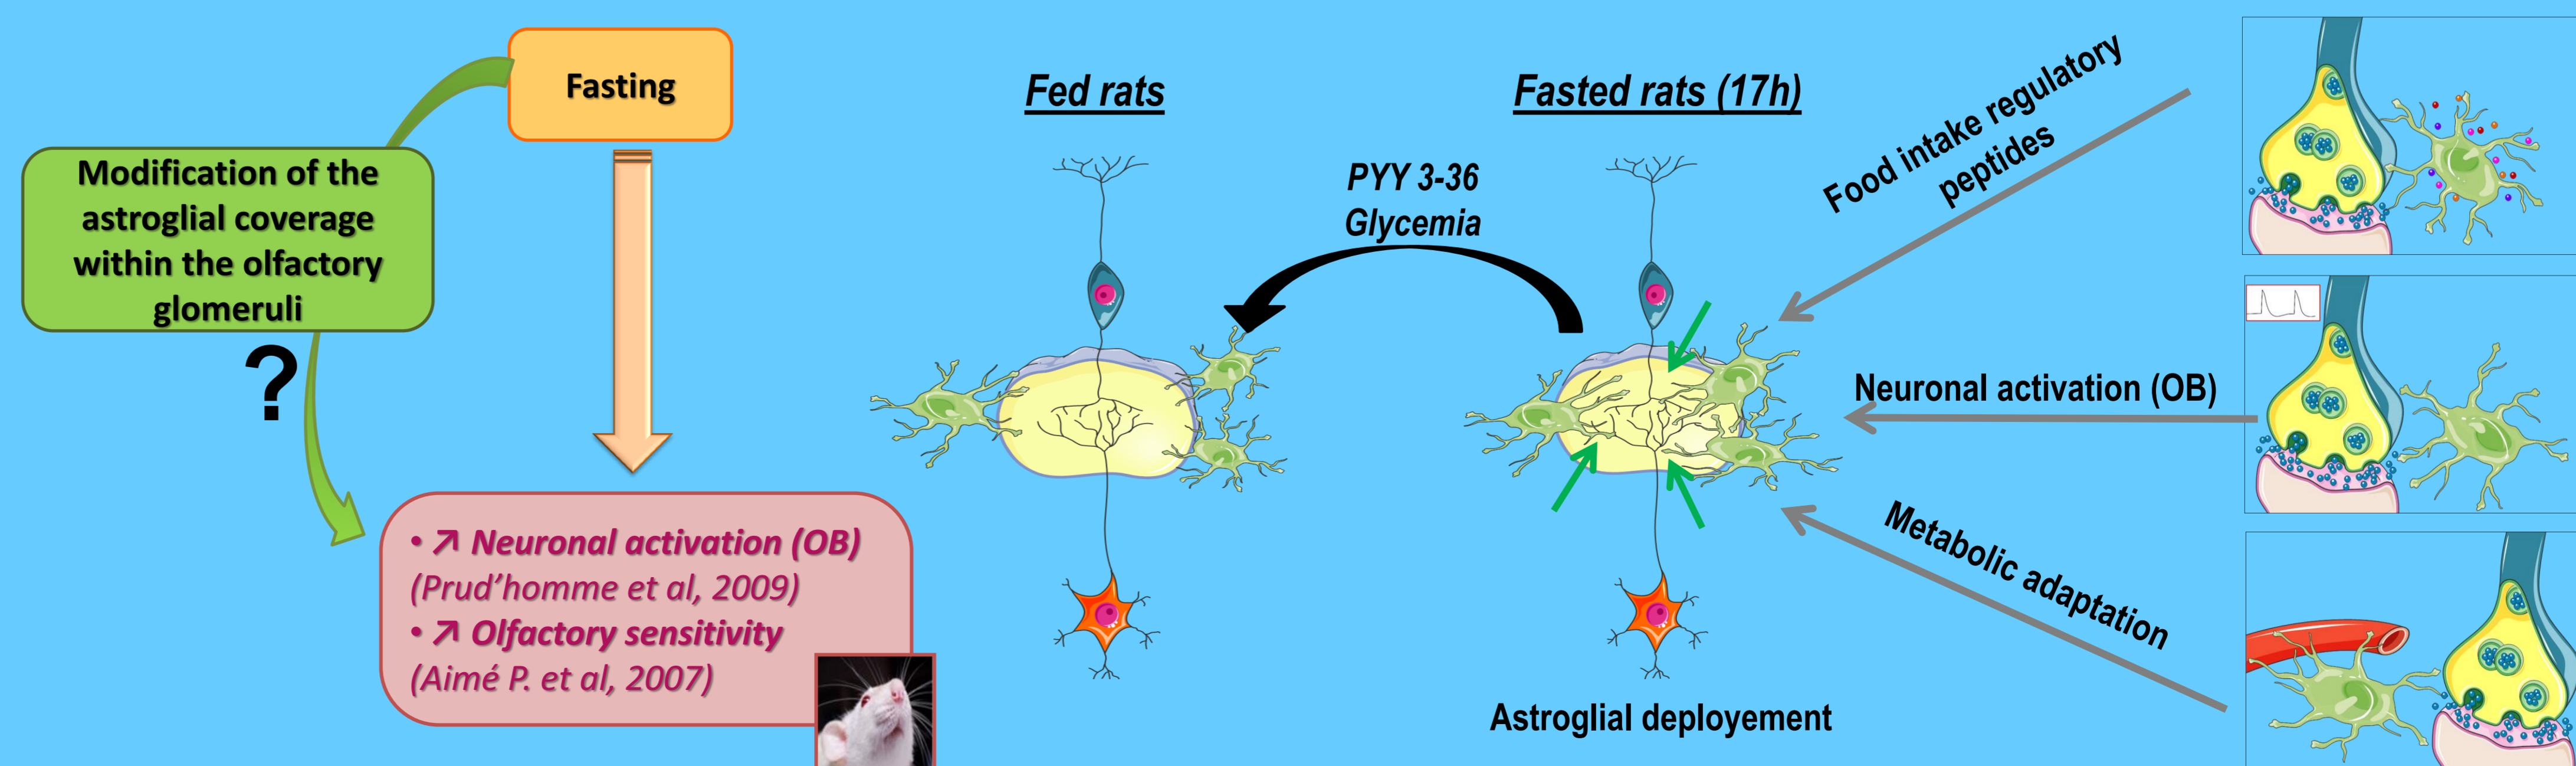 Fasting
Modification of the
astroglial coverage
within the olfactory
glomeruli
?
• ↗ Neuronal activation (OB)
(Prud’homme et al, 2009)
• ↗ Olfactory sensitivity
(Aimé P. et al, 2007)
Fed rats
PYY 3-36
Glycemia
Fasted rats (17h)
Astroglial deployement
Food intake regulatory
peptides
Neuronal activation (OB)
Metabolic adaptation